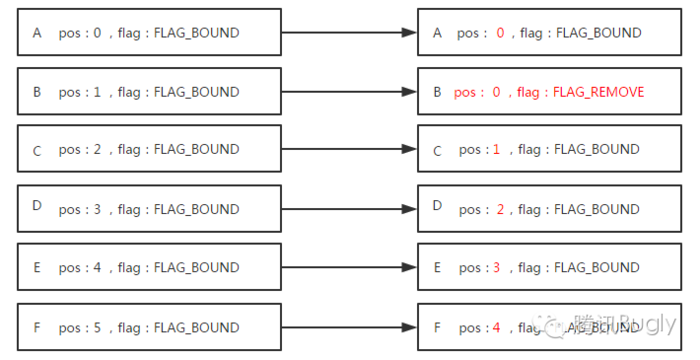 A pos : 0 , flag : FLAG_BOUND
A pos : 0 , flag : FLAG_BOUND
B pos : 1 , flag : FLAG_BOUND
B pos : 0 , flag : FLAG_REMOVE
C pos : 2 , flag : FLAG_BOUND
C pos : 1 , flag : FLAG_BOUND
D pos : 3 , flag : FLAG_BOUND
D pos : 2 , flag : FLAG_BOUND
E pos : 4 , flag : FLAG_BOUND
E pos : 3 , flag : FLAG_BOUND
F pos : 5 , flag : FLAG_BOUND
F pos : 4 , flag : FLAG_BOUND
腾讯Bugly